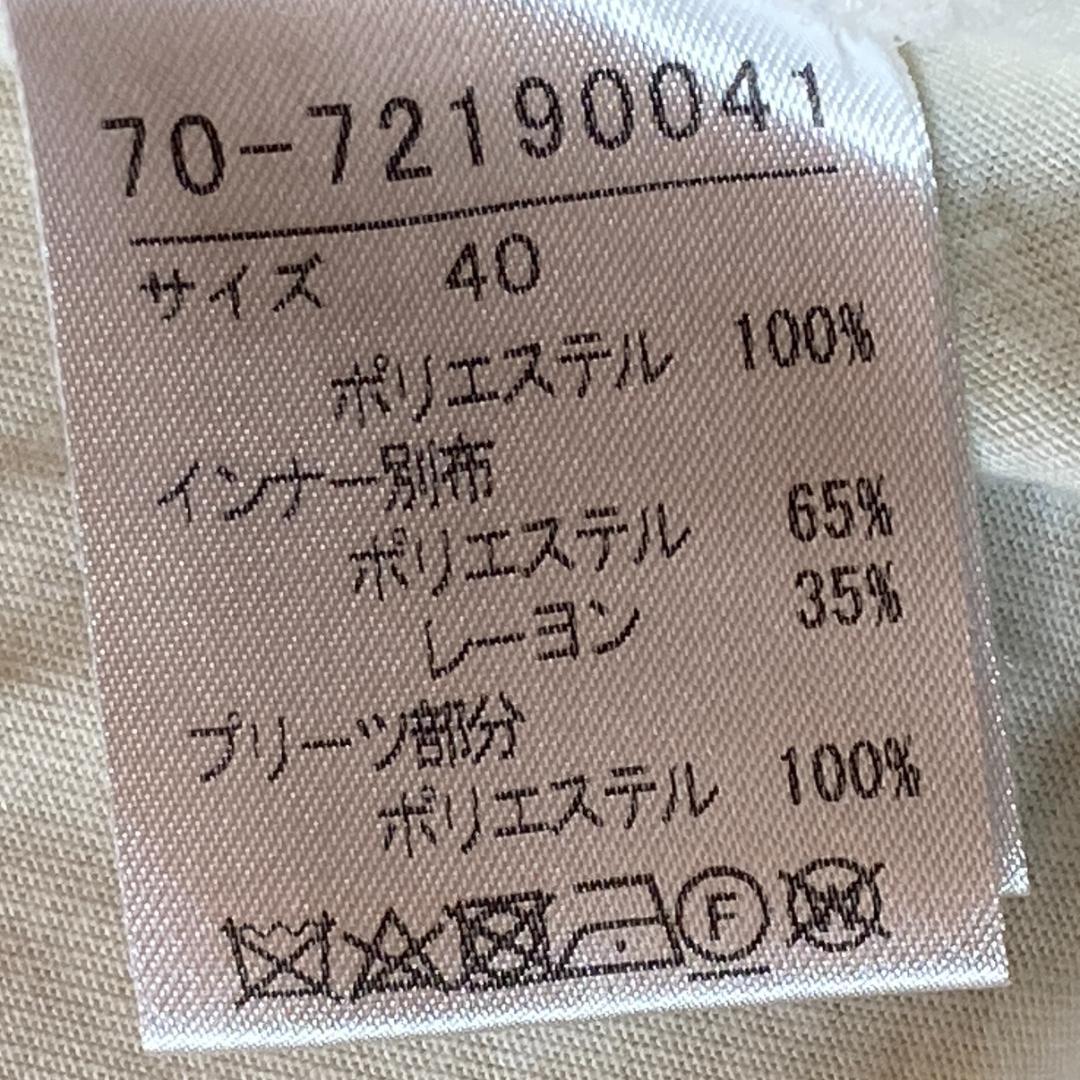 70-72190041
サイズ 40
ポリエステル 100%
インナー別布
ポリエステル 65%
レーヨン 35%
プリーツ部分
ポリエステル 100%
F W